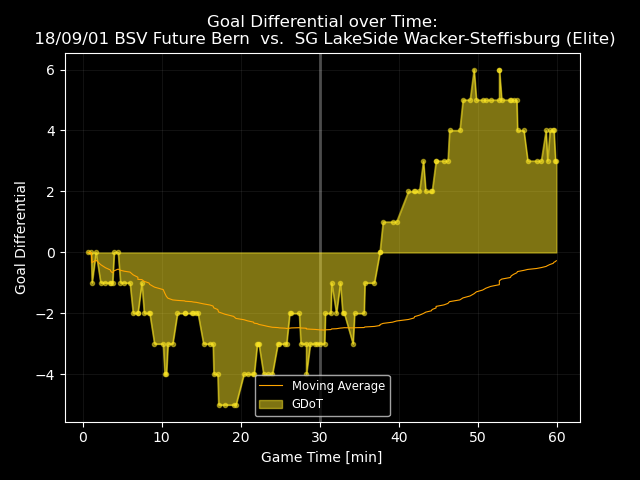 Goal Differential over Time:
18/09/01 BSV Future Bern  vs.  SG LakeSide Wacker-Steffisburg (Elite)
6
4
2
0
−2
−4
Goal Differential
Moving Average
GDoT
0 10 20 30 40 50 60
Game Time [min]